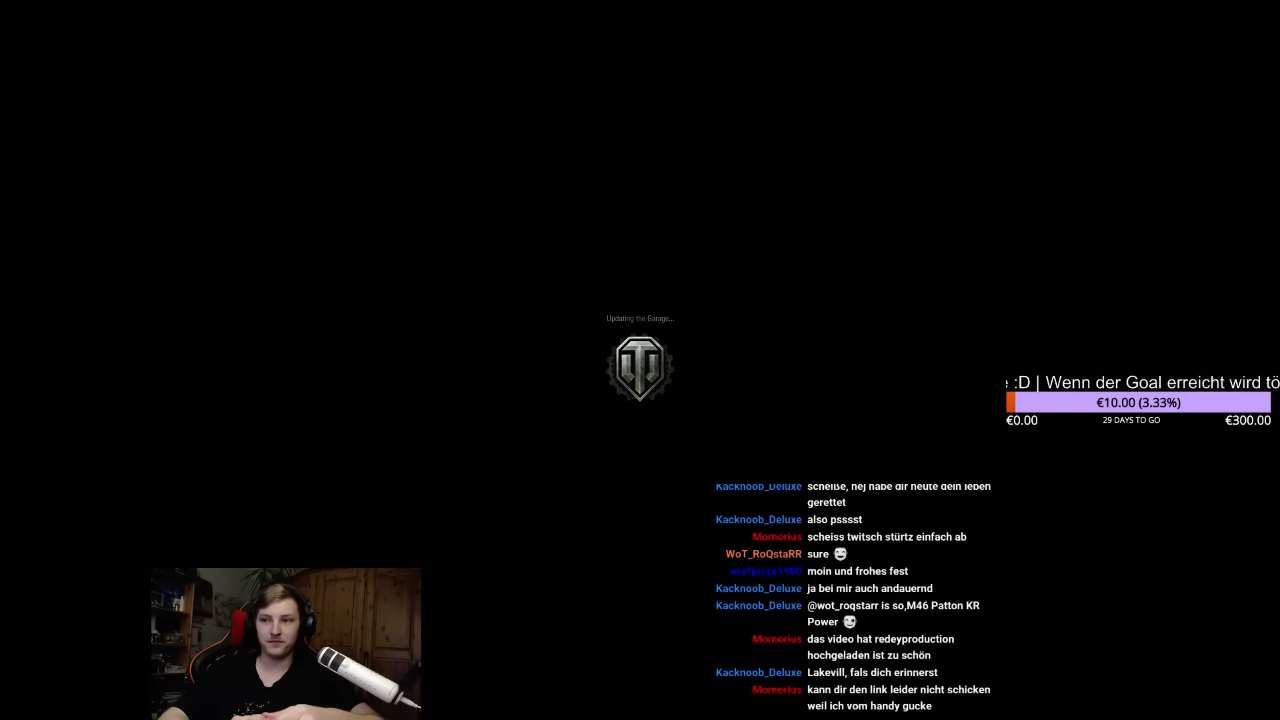 Updating the Garage...
:D | Wenn der Goal erreicht wird tö
€10.00 (3.33%)
€0.00 29 DAYS TO GO €300.00
Kacknoob_Deluxe scheiße, hej habe dir heute dein leben
gerettet
Kacknoob_Deluxe also psssst
Momorius scheiss twitsch stürtz einfach ab
WoT_RoQstaRR sure
moin und frohes fest
Kacknoob_Deluxe ja bei mir auch andauernd
Kacknoob_Deluxe @wot_roqstarr is so,M46 Patton KR
Power
Momorius das video hat redeyproduction
hochgeladen ist zu schön
Kacknoob_Deluxe Lakevill, fals dich erinnerst
Momorius kann dir den link leider nicht schicken
weil ich vom handy gucke